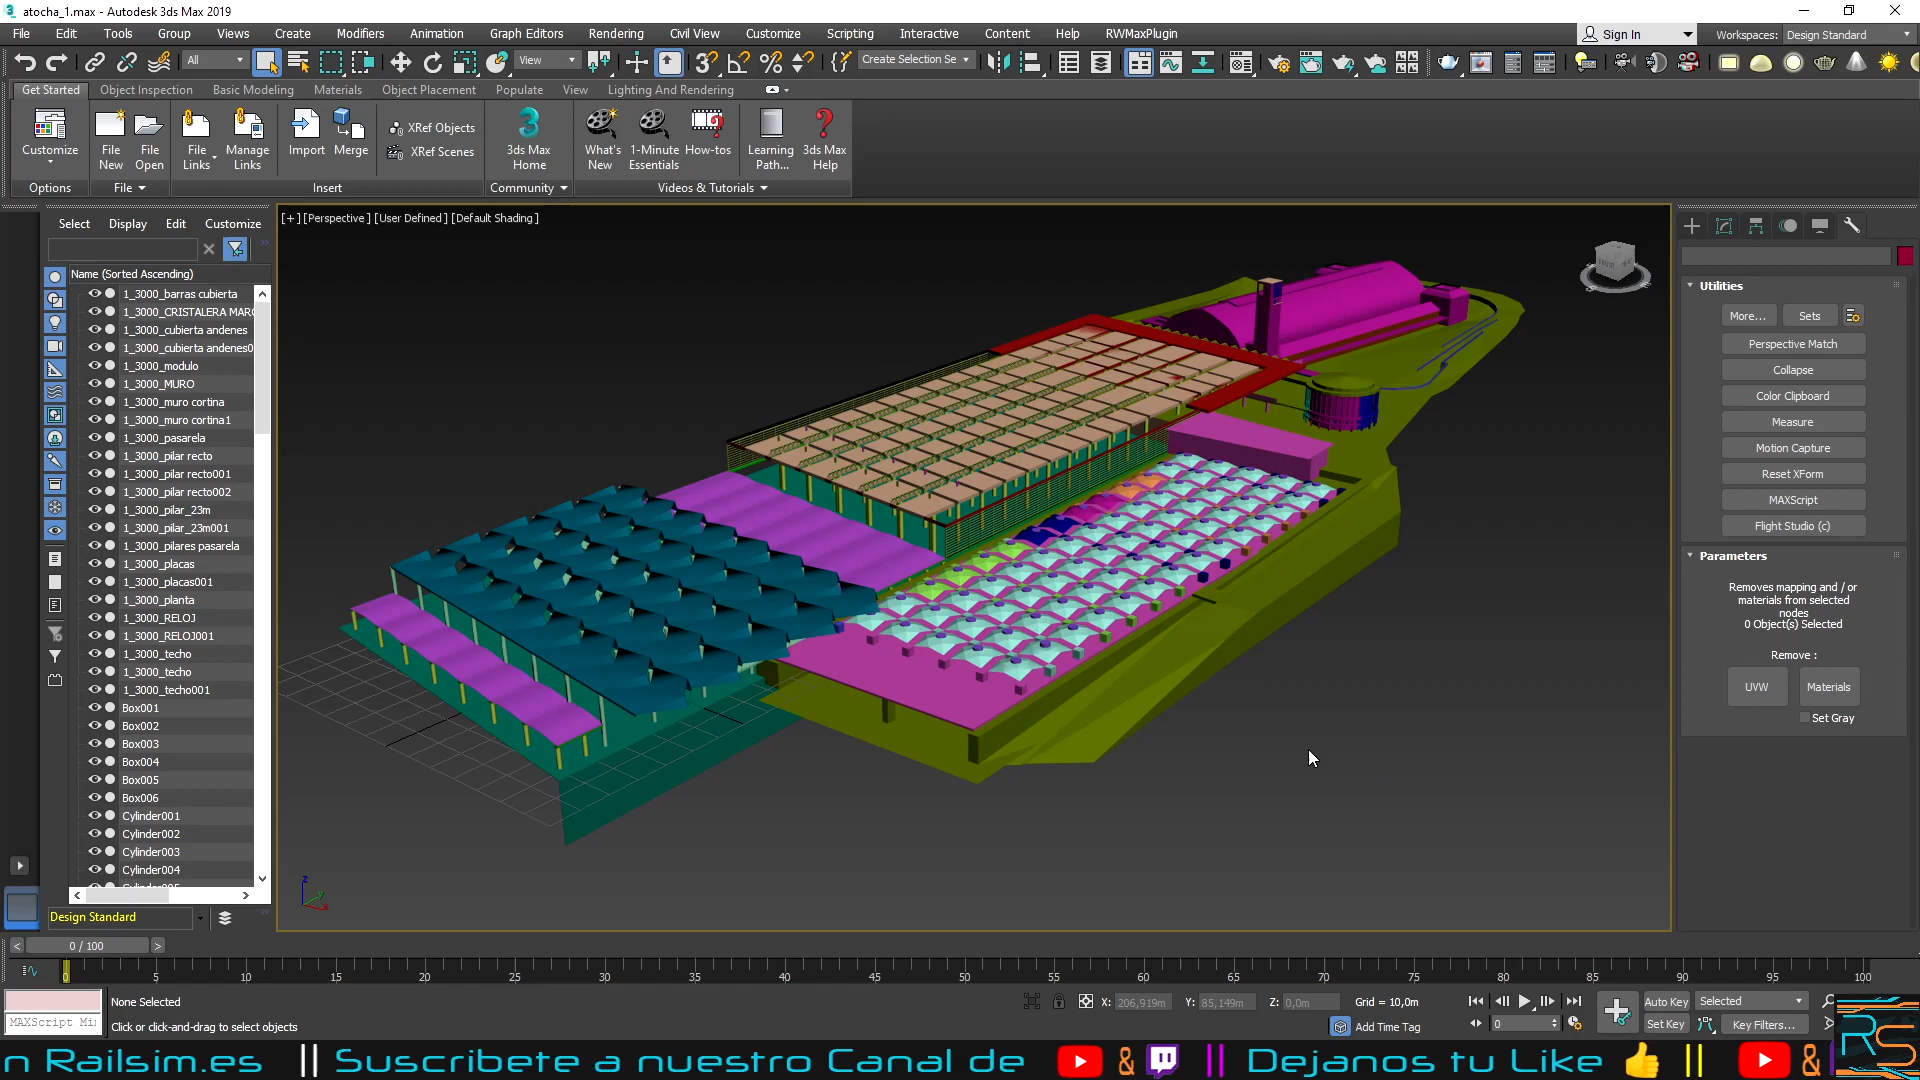 atocha_1.max - Autodesk 3ds Max 2019
File Edit Tools Group Views Create Modifiers Animation Graph Editors Rendering Civil View Customize Scripting Interactive Content Help RWMaxPlugin
Sign In Workspaces: Design Standard
All View Create Selection Se
Get Started Object Inspection Basic Modeling Materials Object Placement Populate View Lighting And Rendering
Customize
File New
File Open
File Links
Manage Links
Import
Merge
XRef Objects
XRef Scenes
3ds Max Home
What's New
1-Minute Essentials
How-tos
Learning Path...
3ds Max Help
Options File Insert Community Videos & Tutorials
Select Display Edit Customize
Name (Sorted Ascending)
1_3000_barras cubierta
1_3000_CRISTALERA MARC
1_3000_cubierta andenes
1_3000_cubierta andenes0
1_3000_modulo
1_3000_MURO
1_3000_muro cortina
1_3000_muro cortina1
1_3000_pasarela
1_3000_pilar recto
1_3000_pilar recto001
1_3000_pilar recto002
1_3000_pilar_23m
1_3000_pilar_23m001
1_3000_pilares pasarela
1_3000_placas
1_3000_placas001
1_3000_planta
1_3000_RELOJ
1_3000_RELOJ001
1_3000_techo
1_3000_techo
1_3000_techo001
Box001
Box002
Box003
Box004
Box005
Box006
Cylinder001
Cylinder002
Cylinder003
Cylinder004
Design Standard
[+] [Perspective ] [User Defined ] [Default Shading ]
z
y
x
Utilities
More... Sets
Perspective Match
Collapse
Color Clipboard
Measure
Motion Capture
Reset XForm
MAXScript
Flight Studio (c)
Parameters
Removes mapping and / or
materials from selected
nodes
0 Object(s) Selected
Remove :
UVW Materials
Set Gray
< 0 / 100 >
0 5 10 15 20 25 30 35 40 45 50 55 60 65 70 75 80 85 90 95 100
None Selected
X: 206,919m Y: 85,149m Z: 0,0m Grid = 10,0m
Auto Key Selected
MAXScript Mi
Click or click-and-drag to select objects
Add Time Tag
0
Set Key Key Filters...
n Railsim.es || Suscribete a nuestro Canal de & || Dejanos tu Like || &
RS